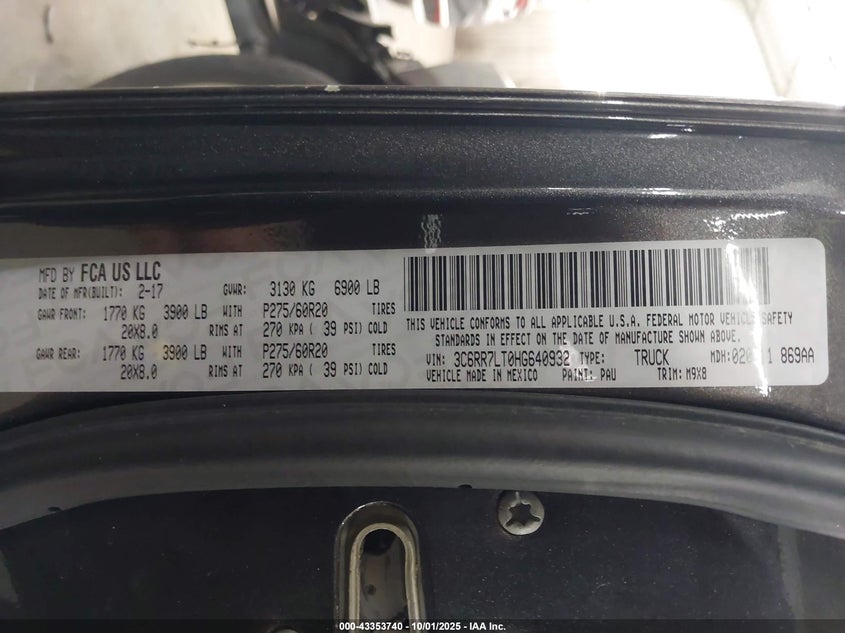 MFD BY FCA US LLC
DATE OF MFR(BUILT): 2-17 GVWR: 3130 KG 6900 LB
GAWR FRONT: 1770 KG 3900 LB WITH P275/60R20 TIRES
20X8.0 RIMS AT 270 KPA ( 39 PSI) COLD
GAWR REAR: 1770 KG 3900 LB WITH P275/60R20 TIRES
20X8.0 RIMS AT 270 KPA ( 39 PSI) COLD
THIS VEHICLE CONFORMS TO ALL APPLICABLE U.S.A. FEDERAL MOTOR VEHICLE SAFETY
STANDARDS IN EFFECT ON THE DATE OF MANUFACTURE SHOWN ABOVE.
VIN: 3C6RR7LT0HG640932 TYPE: TRUCK MDH: 869AA
VEHICLE MADE IN MEXICO PAINT: PAU TRIM: M9X8
000-43353740 - 10/01/2025 - IAA Inc.